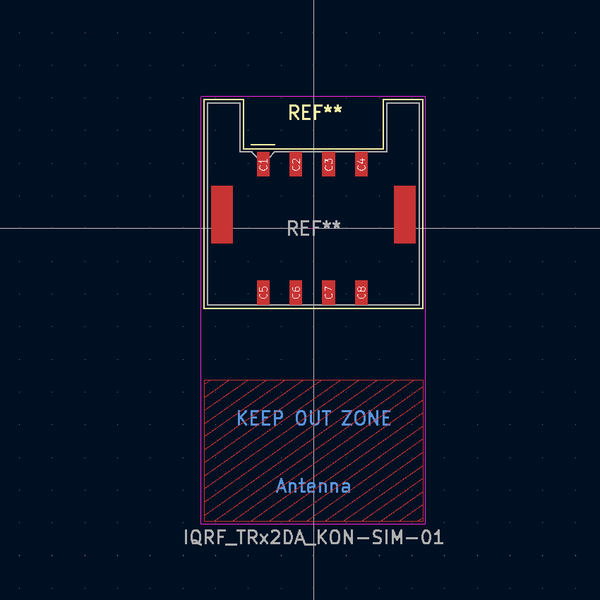 REF**
C1 C2 C3 C4
REF**
C5 C6 C7 C8
KEEP OUT ZONE
Antenna
IQRF_TRx2DA_KON-SIM-01